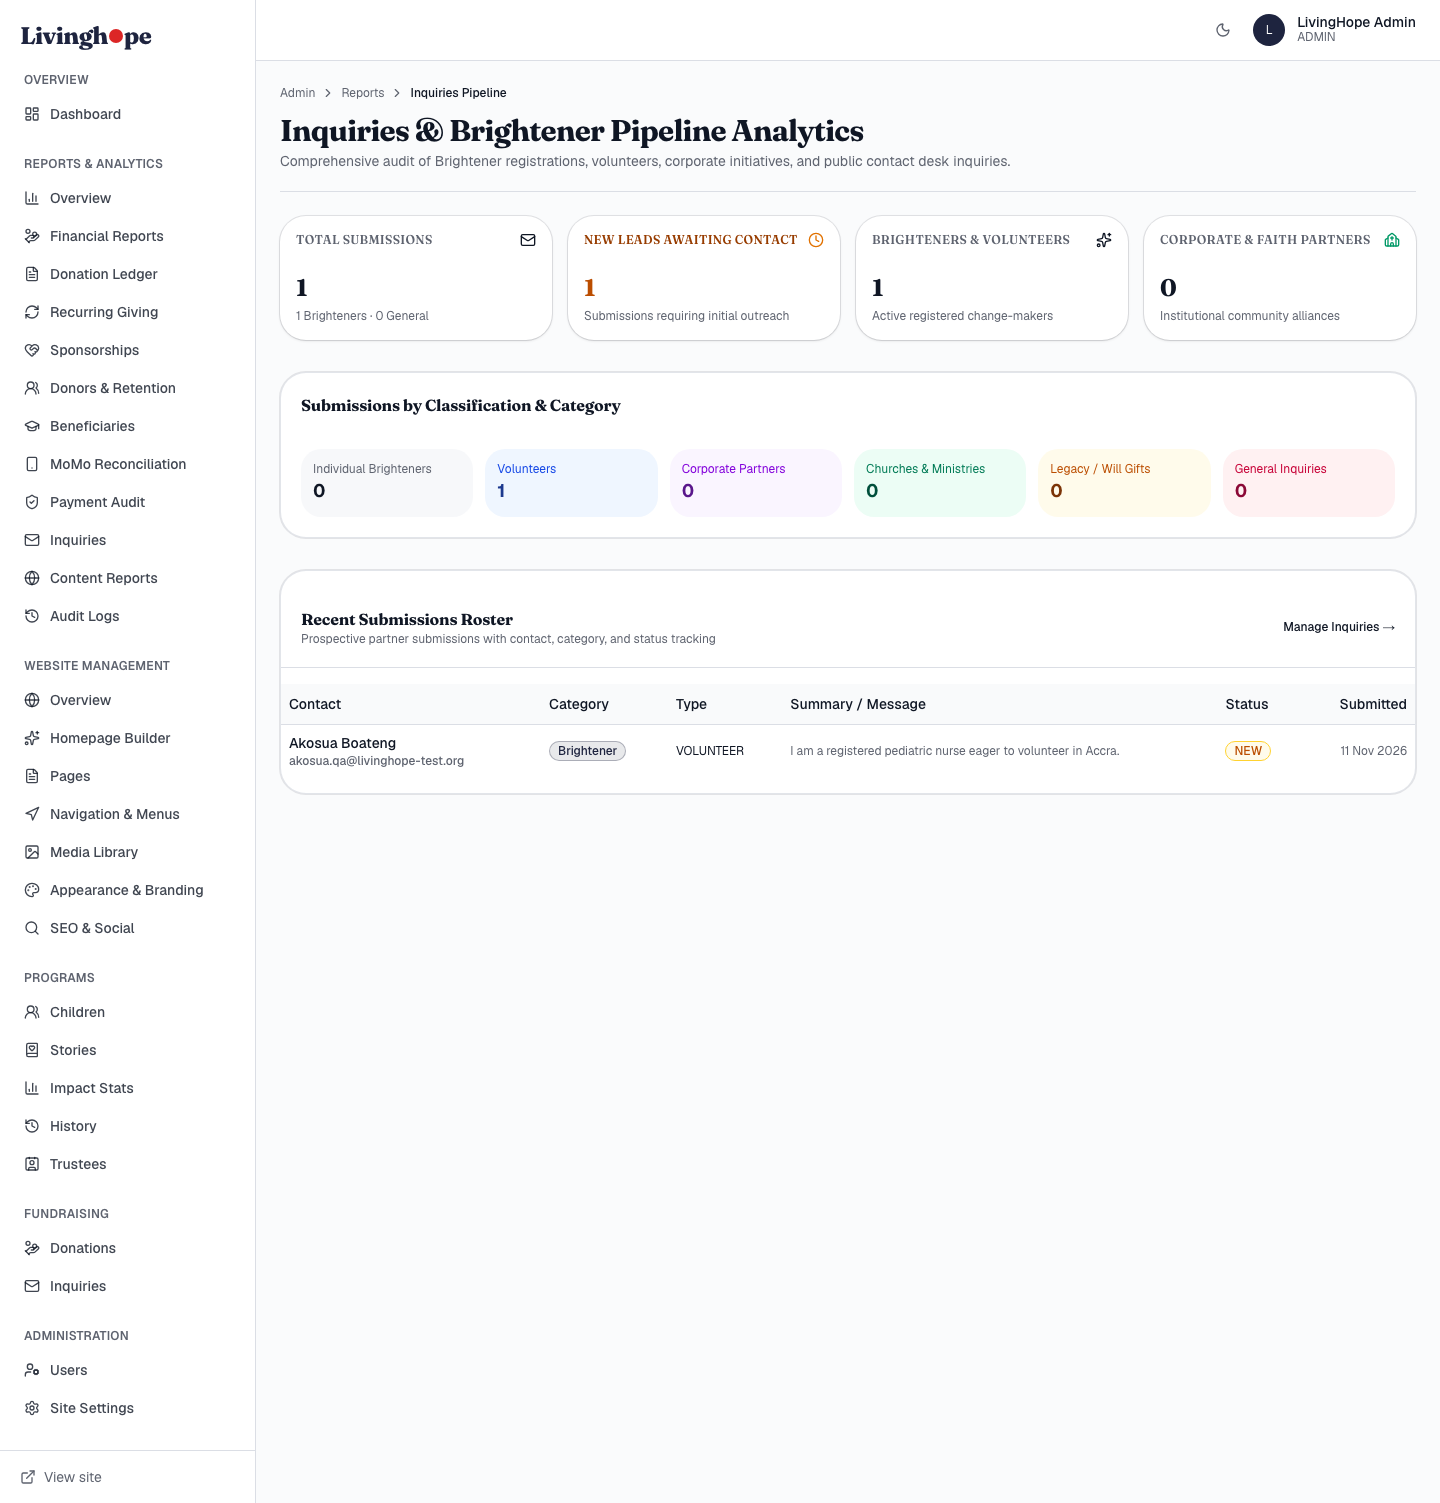 Livinghope
OVERVIEW
Dashboard
REPORTS & ANALYTICS
Overview
Financial Reports
Donation Ledger
Recurring Giving
Sponsorships
Donors & Retention
Beneficiaries
MoMo Reconciliation
Payment Audit
Inquiries
Content Reports
Audit Logs
WEBSITE MANAGEMENT
Overview
Homepage Builder
Pages
Navigation & Menus
Media Library
Appearance & Branding
SEO & Social
PROGRAMS
Children
Stories
Impact Stats
History
Trustees
FUNDRAISING
Donations
Inquiries
ADMINISTRATION
Users
Site Settings
View site
L
LivingHope Admin
ADMIN
Admin > Reports > Inquiries Pipeline
Inquiries & Brightener Pipeline Analytics
Comprehensive audit of Brightener registrations, volunteers, corporate initiatives, and public contact desk inquiries.
TOTAL SUBMISSIONS
1
1 Brighteners · 0 General
NEW LEADS AWAITING CONTACT
1
Submissions requiring initial outreach
BRIGHTENERS & VOLUNTEERS
1
Active registered change-makers
CORPORATE & FAITH PARTNERS
0
Institutional community alliances
Submissions by Classification & Category
Individual Brighteners
0
Volunteers
1
Corporate Partners
0
Churches & Ministries
0
Legacy / Will Gifts
0
General Inquiries
0
Recent Submissions Roster
Prospective partner submissions with contact, category, and status tracking
Manage Inquiries →
Contact Category Type Summary / Message Status Submitted
Akosua Boateng
akosua.qa@livinghope-test.org
Brightener
VOLUNTEER
I am a registered pediatric nurse eager to volunteer in Accra.
NEW
11 Nov 2026